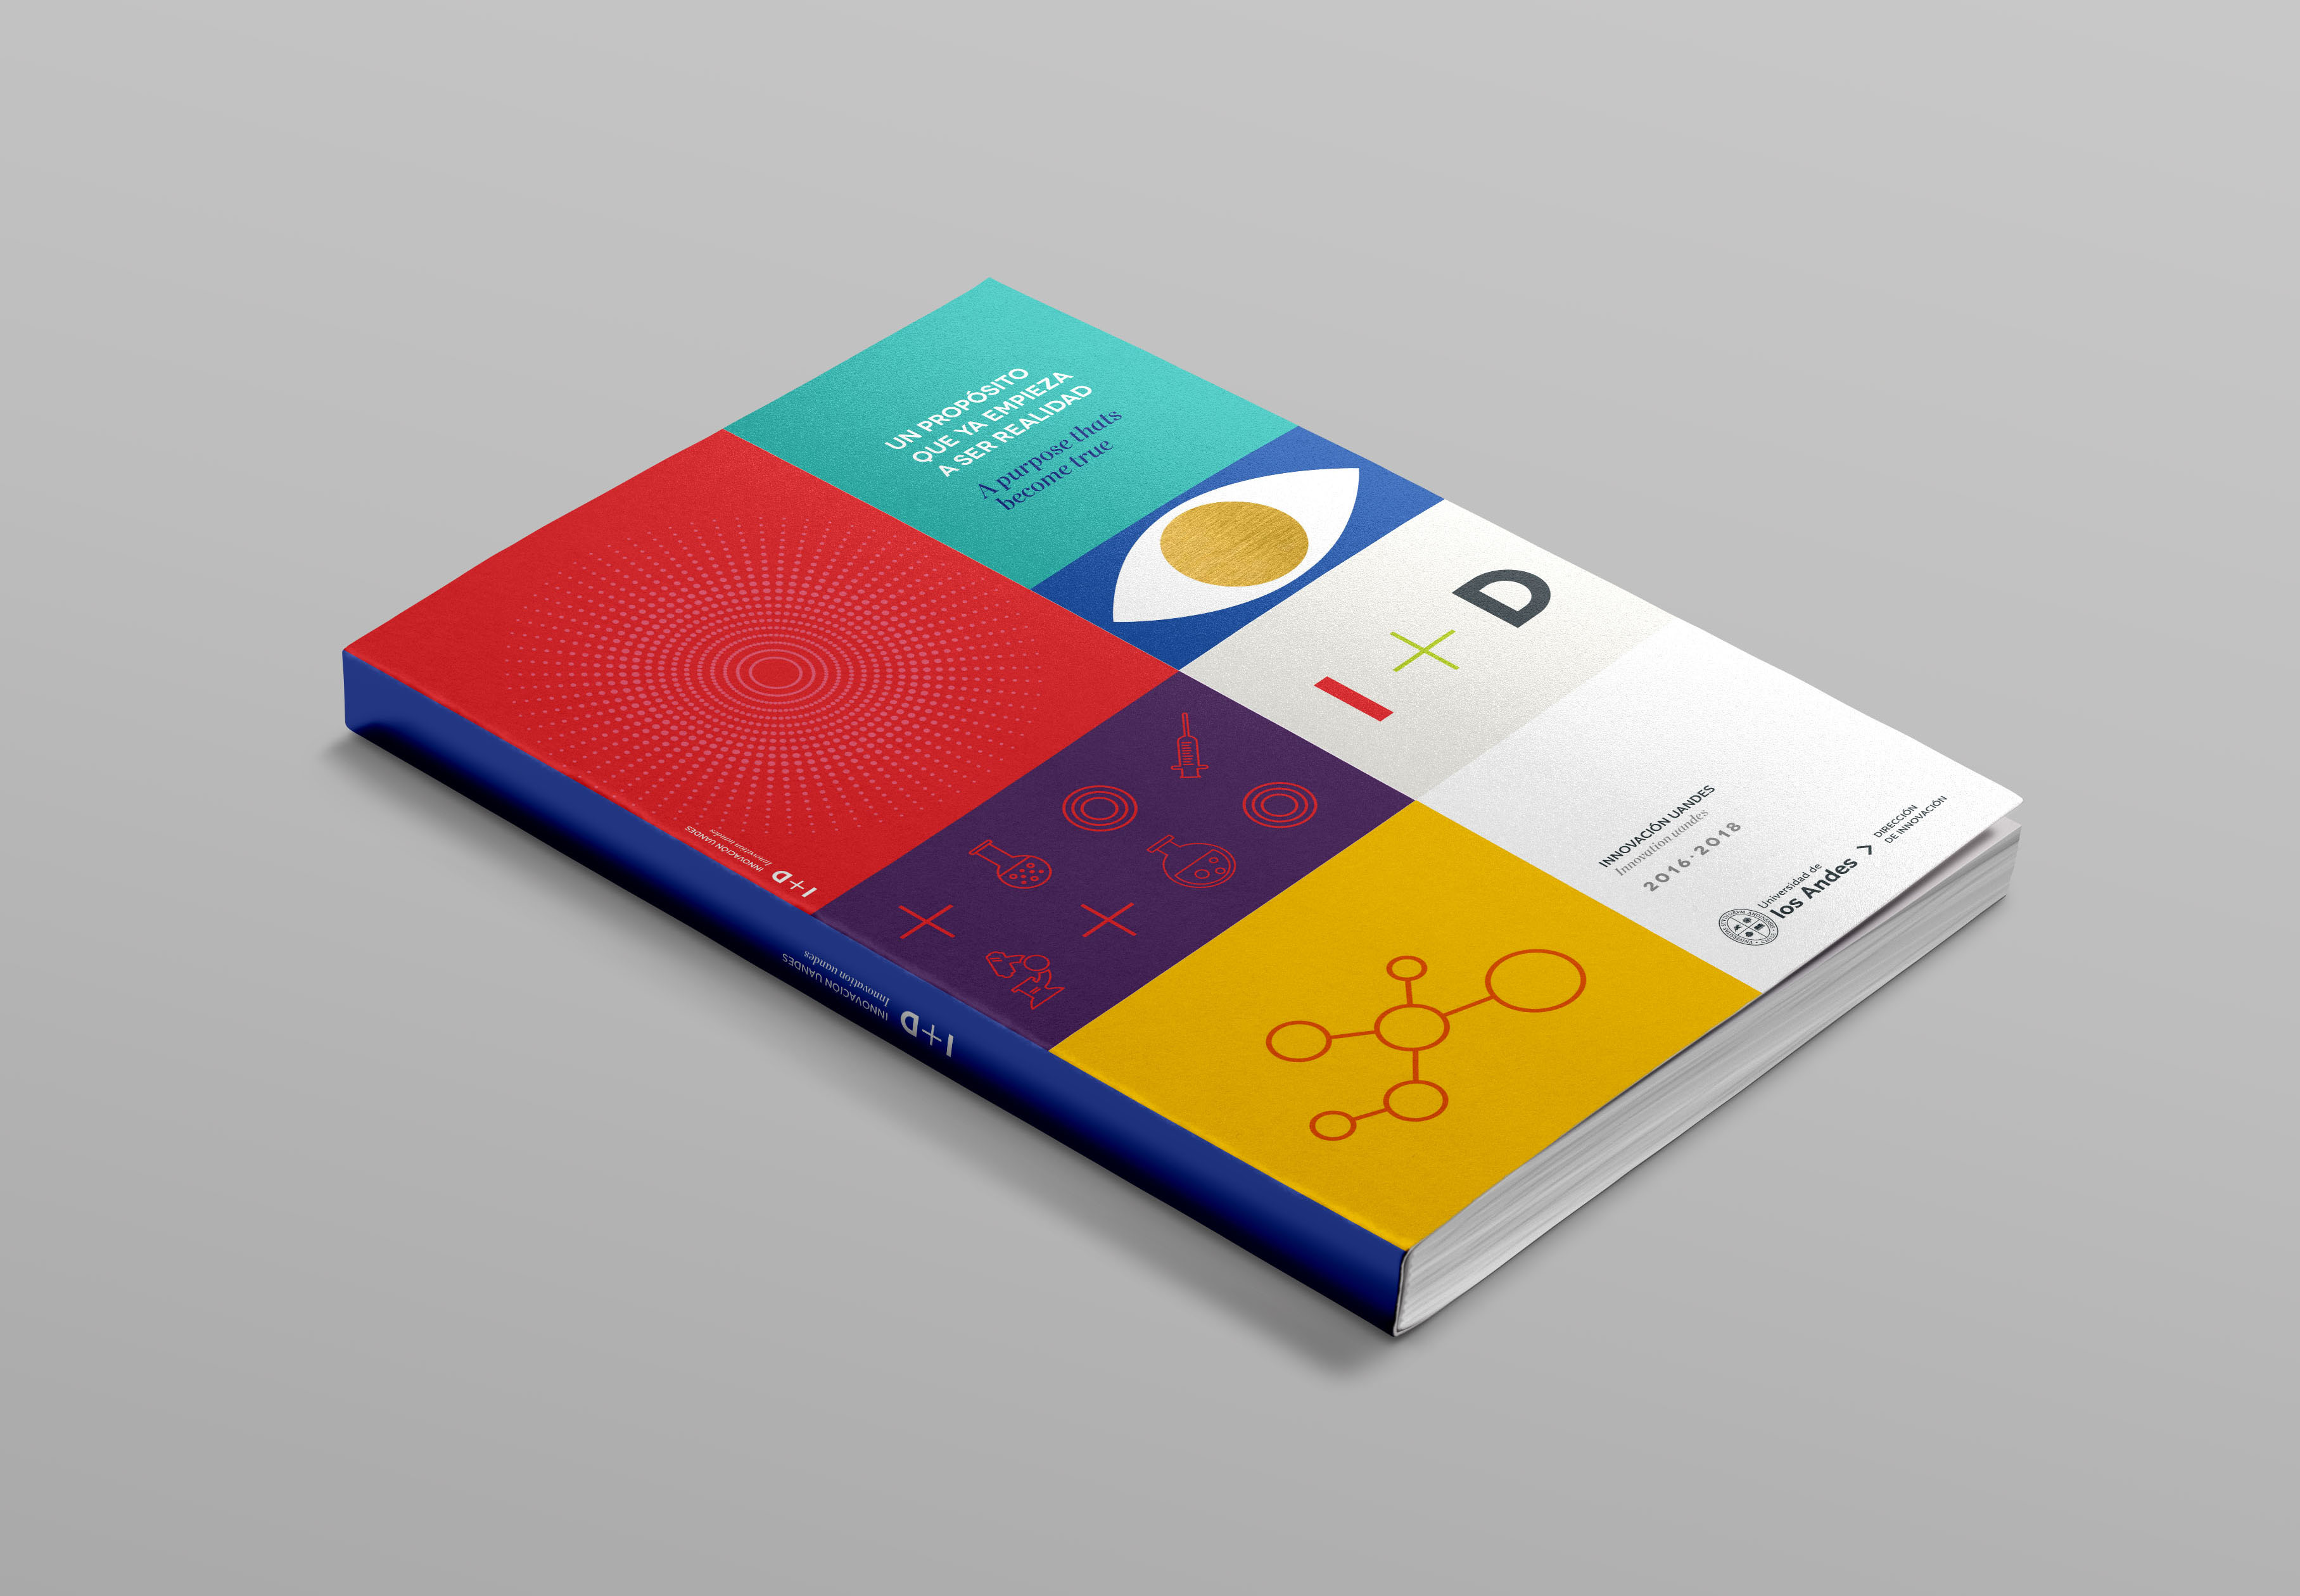 UN PROPÓSITO
QUE YA EMPIEZA
A SER REALIDAD
A purpose thats
become true
I+D
INNOVACIÓN UANDES
Innovation uandes
2016·2018
Universidad de
los Andes
DIRECCIÓN
DE INNOVACIÓN
I+D
INNOVACIÓN UANDES
Innovation uandes
I+D
INNOVACIÓN UANDES
Innovation uandes